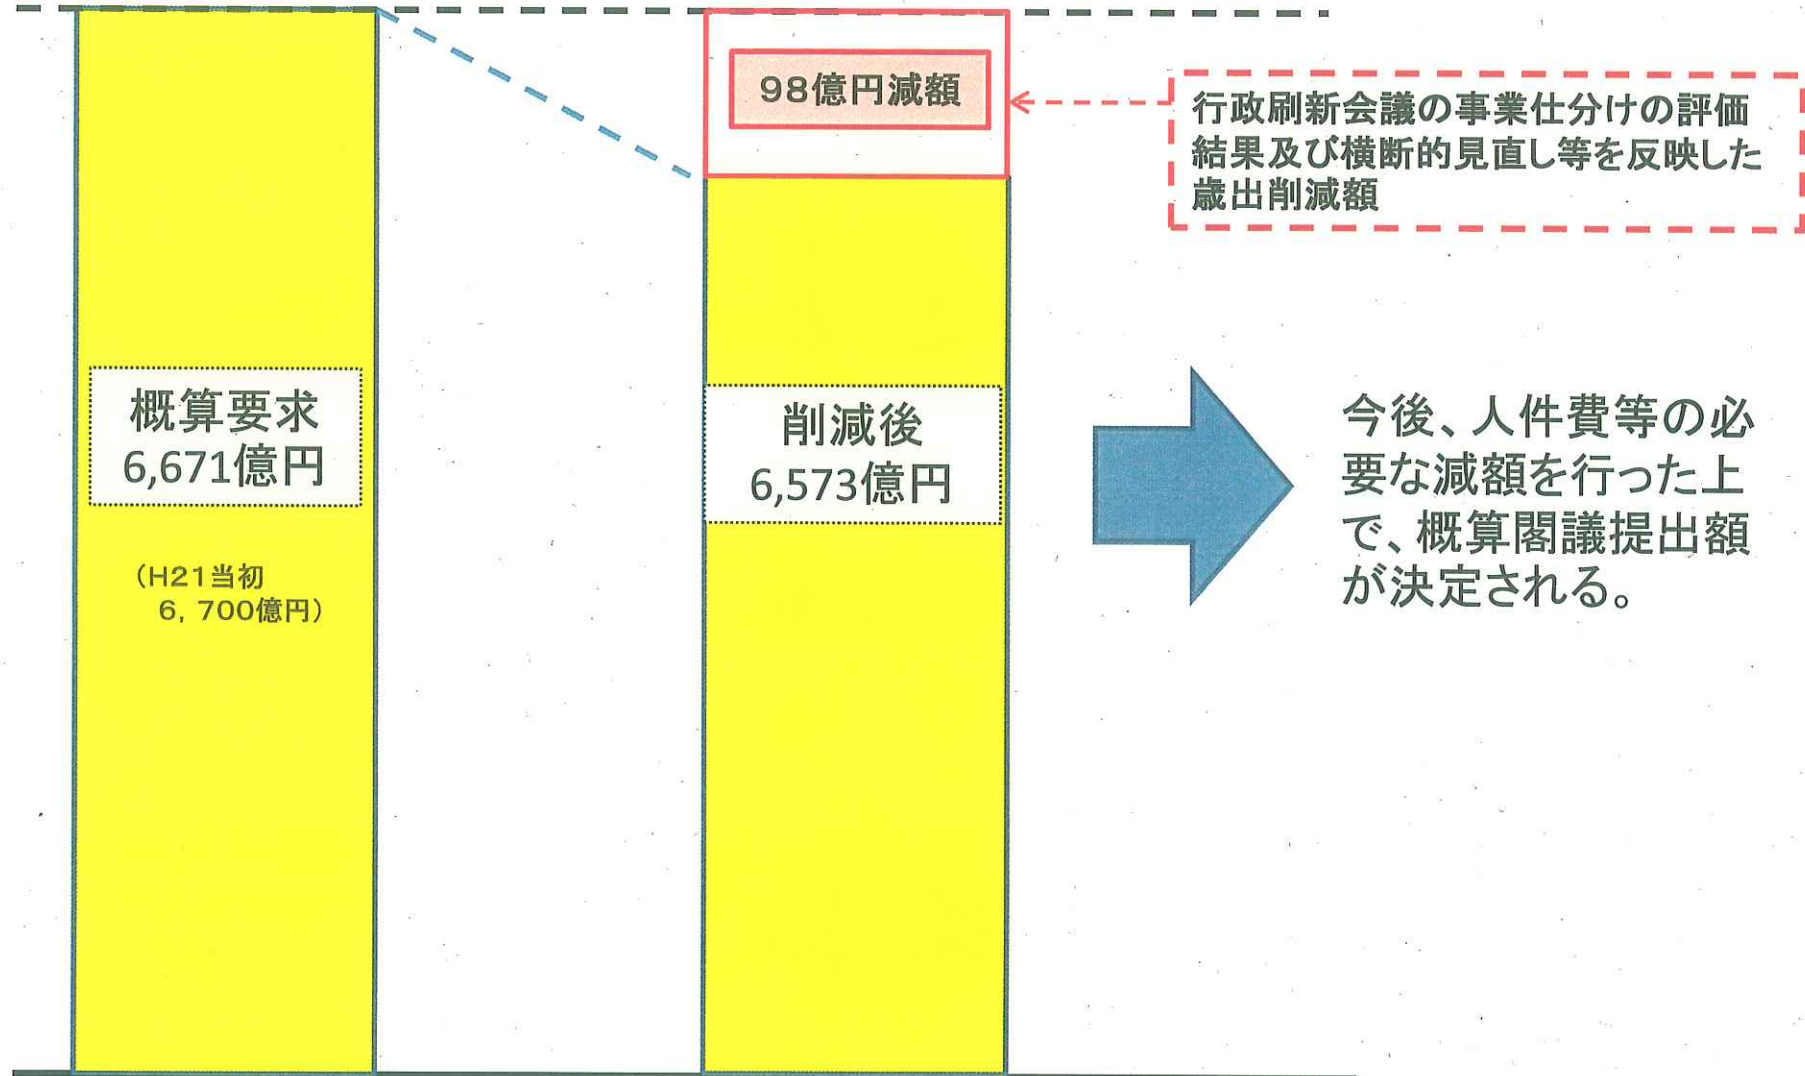 98億円減額
行政刷新会議の事業仕分けの評価
結果及び横断的見直し等を反映した
歳出削減額
概算要求
6,671億円
(H21当初
6,700億円)
削減後
6,573億円
今後、人件費等の必
要な減額を行った上
で、概算閣議提出額
が決定される。